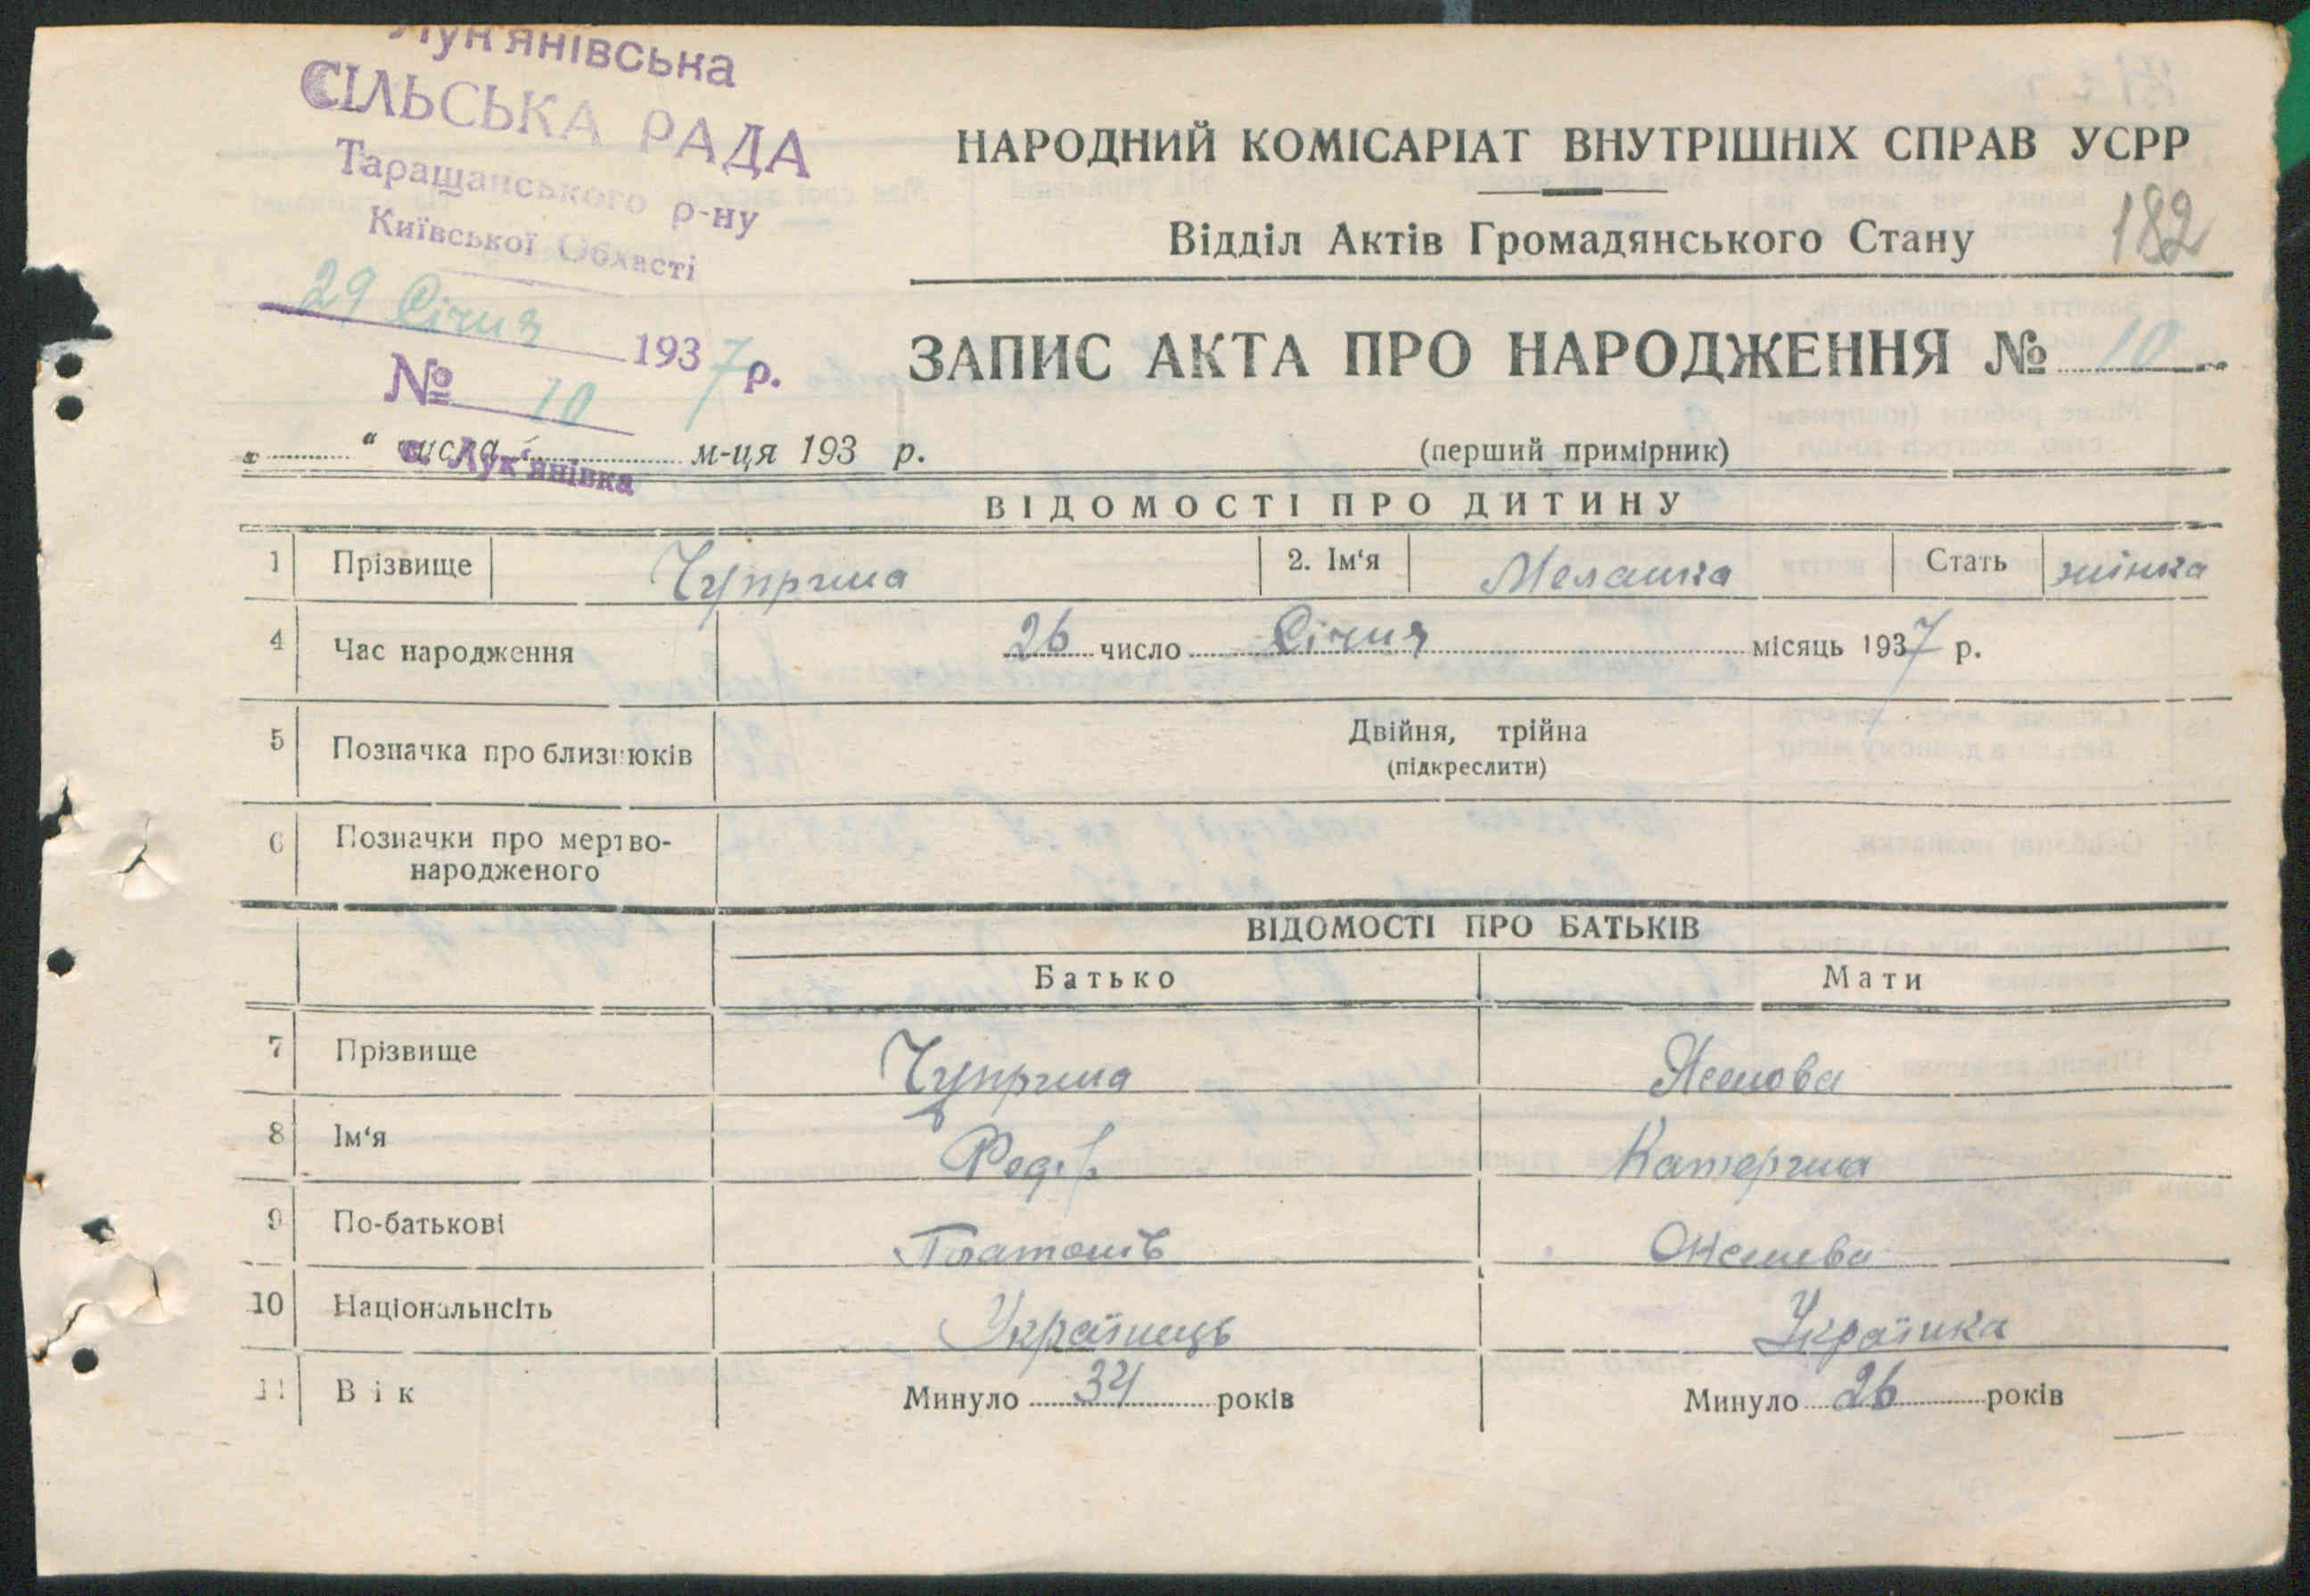 Лук'янівська
СІЛЬСЬКА РАДА
Таращанського р-ну
Київської Області
29 Січня 1937 р.
№ 10
с. Лук'янівка
НАРОДНИЙ КОМІСАРІАТ ВНУТРІШНІХ СПРАВ УСРР
Відділ Актів Громадянського Стану 182
ЗАПИС АКТА ПРО НАРОДЖЕННЯ № 10
„ “ числа м-ця 193 р. (перший примірник)
ВІДОМОСТІ ПРО ДИТИНУ
1 Прізвище Чуприна 2. Ім‘я Мелашка Стать жінка
4 Час народження 26 число Січня місяць 1937 р.
5 Позначка про близнюків Двійня, трійна
(підкреслити)
6 Позначки про мертво-
народженого
ВІДОМОСТІ ПРО БАТЬКІВ
Батько Мати
7 Прізвище Чуприна
8 Ім‘я Федір Катерина
9 По-батькові Платонів
10 Національнсіть Українець Українка
11 Вік Минуло 34 років Минуло 26 років